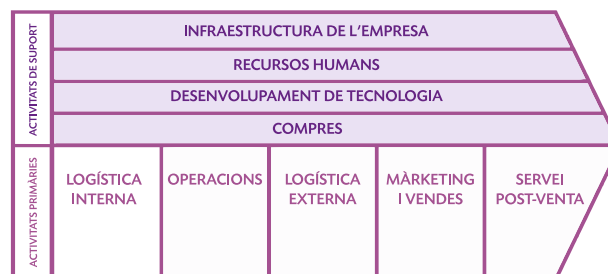 ACTIVITATS DE SUPORT
INFRAESTRUCTURA DE L’EMPRESA
RECURSOS HUMANS
DESENVOLUPAMENT DE TECNOLOGIA
COMPRES
ACTIVITATS PRIMÀRIES
LOGÍSTICA
INTERNA
OPERACIONS
LOGÍSTICA
EXTERNA
MÀRKETING
I VENDES
SERVEI
POST-VENTA